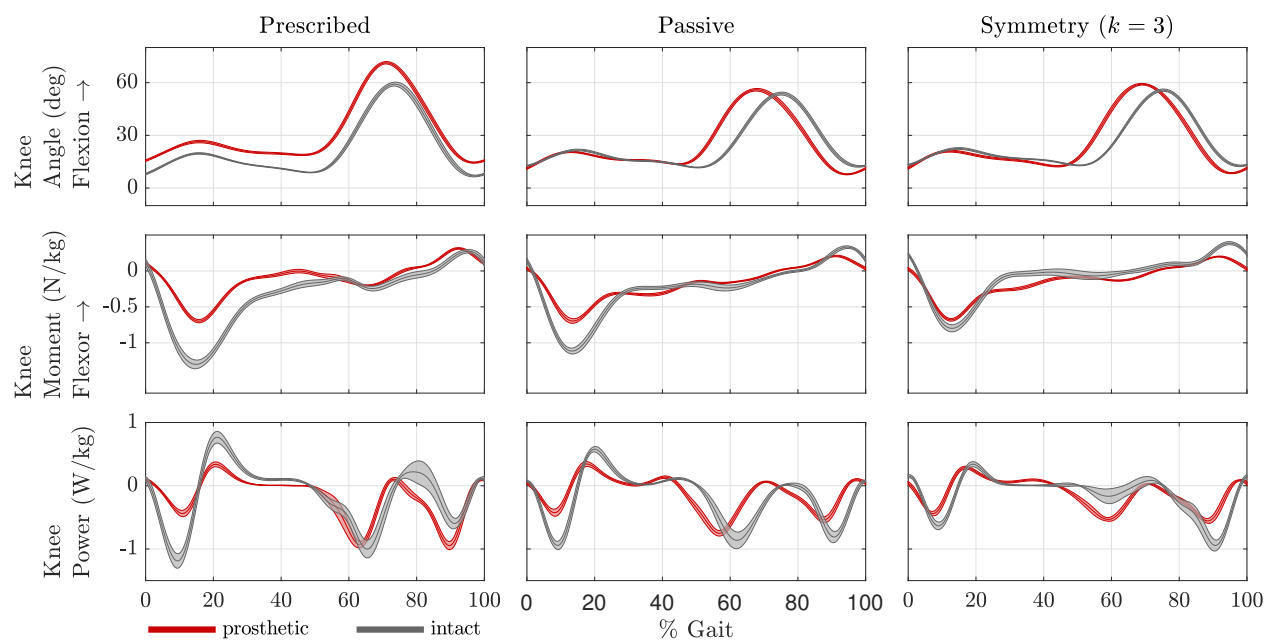 Prescribed Passive Symmetry (k = 3)
Knee
Angle (deg)
Flexion →
60
30
0
Knee
Moment (N/kg)
Flexor →
0
-0.5
-1
Knee
Power (W/kg)
1
0
-1
0 20 40 60 80 100 0 20 40 60 80 100 0 20 40 60 80 100
prosthetic intact % Gait